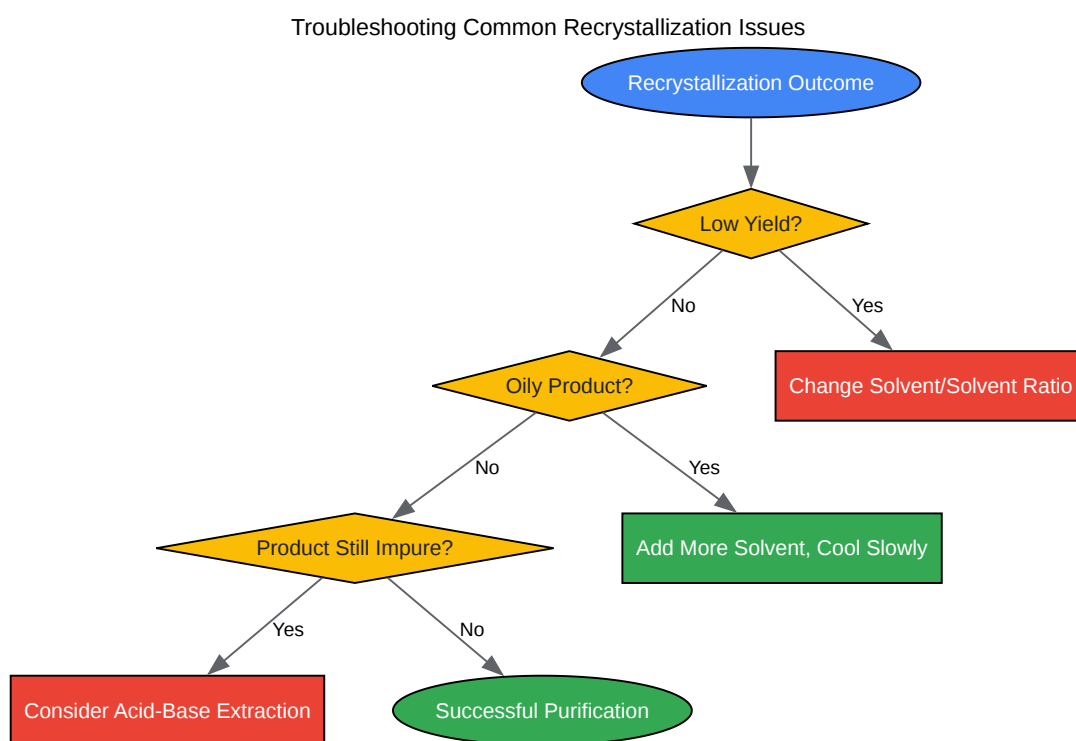 Troubleshooting Common Recrystallization Issues
Recrystallization Outcome
Low Yield?
No
Yes
Oily Product?
Change Solvent/Solvent Ratio
No
Yes
Product Still Impure?
Add More Solvent, Cool Slowly
Yes
No
Consider Acid-Base Extraction
Successful Purification